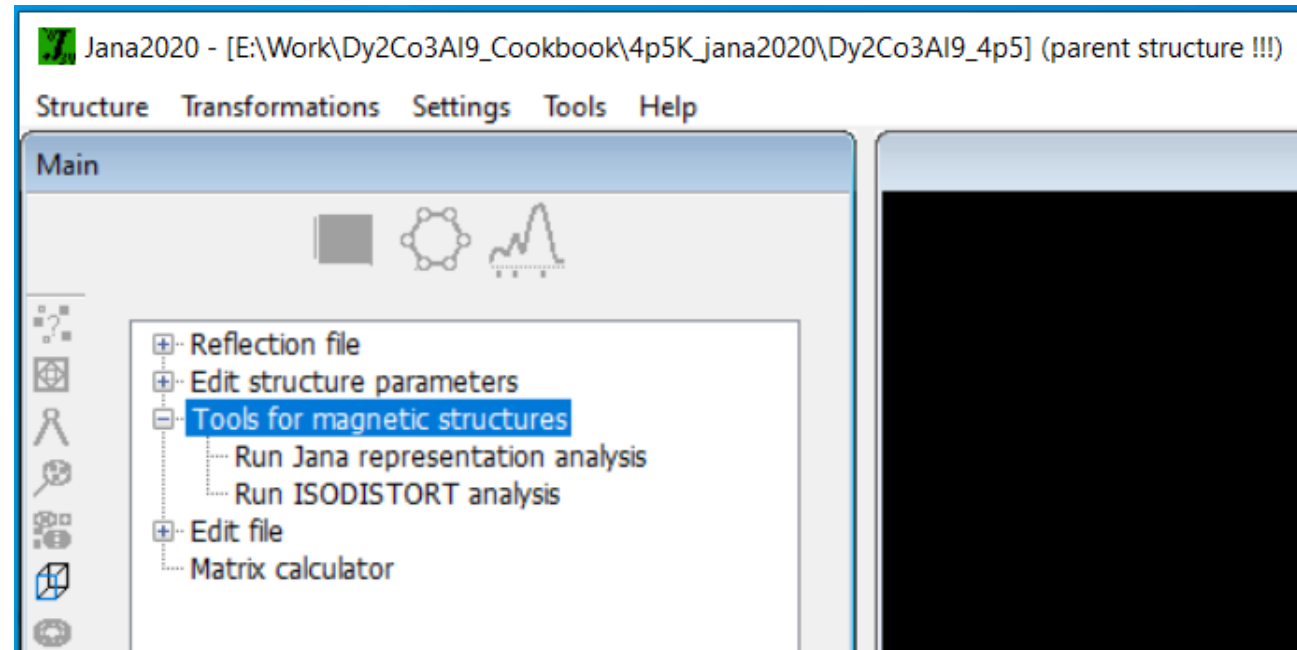 Jana2020 - [E:\Work\Dy2Co3Al9_Cookbook\4p5K_jana2020\Dy2Co3Al9_4p5] (parent structure !!!)
Structure Transformations Settings Tools Help
Main
Reflection file
Edit structure parameters
Tools for magnetic structures
Run Jana representation analysis
Run ISODISTORT analysis
Edit file
Matrix calculator